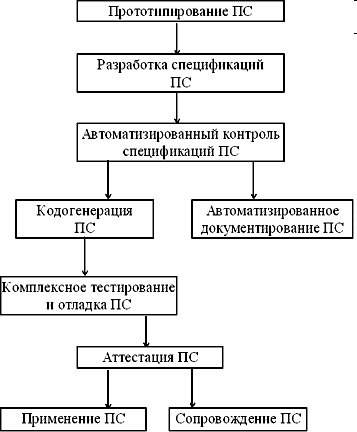 Прототипирование ПС
Разработка спецификаций
ПС
Автоматизированный контроль
спецификаций ПС
Кодогенерация
ПС
Автоматизированное
документирование ПС
Комплексное тестирование
и отладка ПС
Аттестация ПС
Применение ПС
Сопровождение ПС